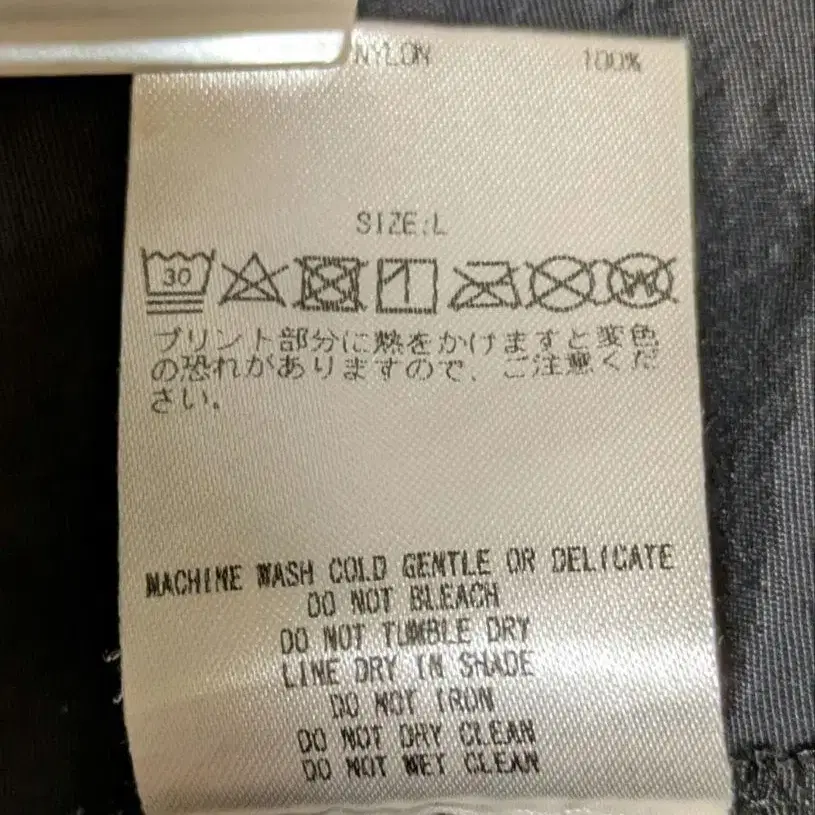 NYLON 100%
SIZE:L
30
W
プリント部分に熱をかけますと変色
の恐れがありますので、ご注意くだ
さい。
MACHINE WASH COLD GENTLE OR DELICATE
DO NOT BLEACH
DO NOT TUMBLE DRY
LINE DRY IN SHADE
DO NOT IRON
DO NOT DRY CLEAN
DO NOT WET CLEAN